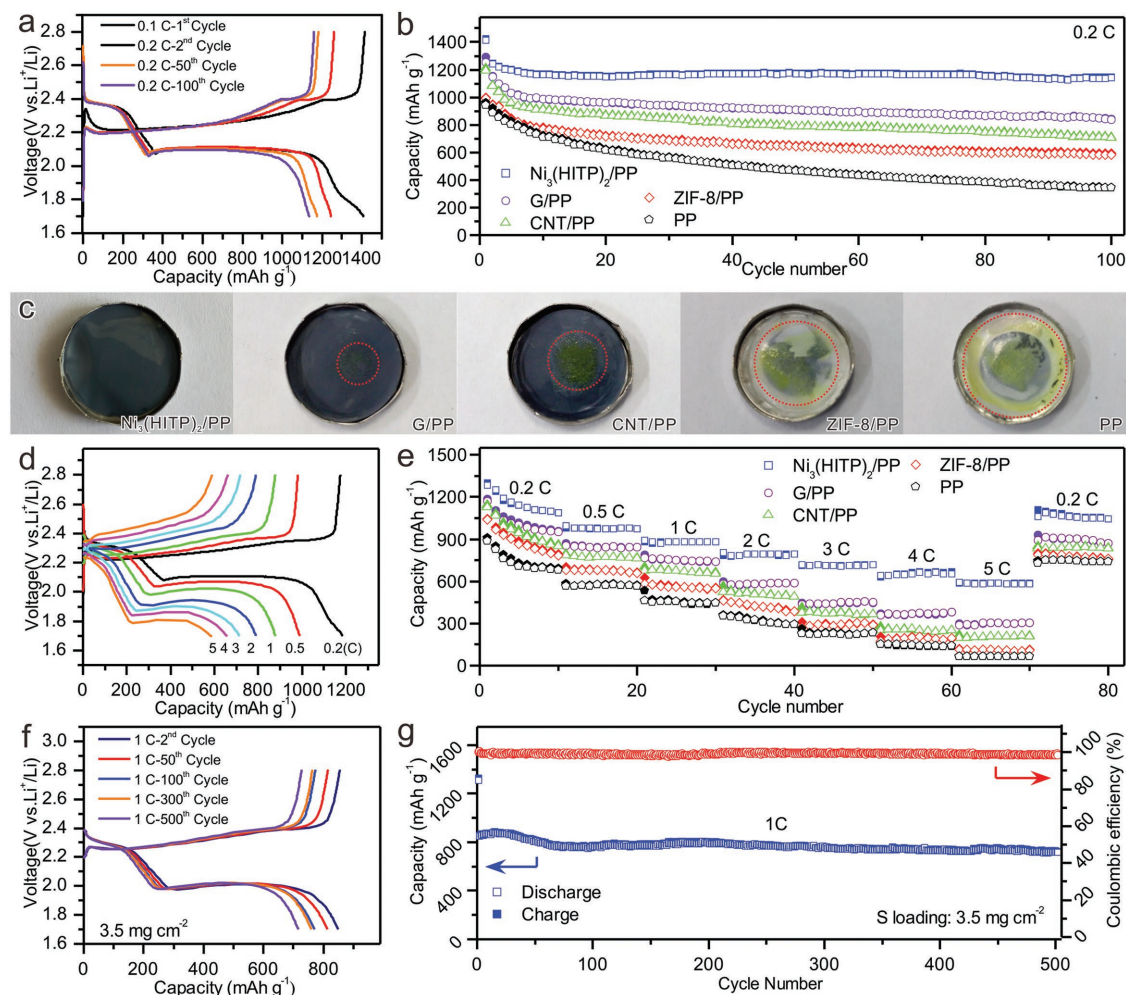 a
0.1 C-1st Cycle
0.2 C-2nd Cycle
0.2 C-50th Cycle
0.2 C-100th Cycle
Voltage(V vs.Li+/Li)
2.8
2.6
2.4
2.2
2.0
1.8
1.6
0 200 400 600 800 1000 1200 1400
Capacity (mAh g-1)
b
0.2 C
Capacity (mAh g-1)
1400
1200
1000
800
600
400
200
0
Ni3(HITP)2/PP
G/PP
CNT/PP
ZIF-8/PP
PP
0 20 40 60 80 100
Cycle number
c
Ni3(HITP)2/PP
G/PP
CNT/PP
ZIF-8/PP
PP
d
Voltage(V vs.Li+/Li)
2.8
2.6
2.4
2.2
2.0
1.8
1.6
5 4 3 2 1 0.5 0.2(C)
0 200 400 600 800 1000 1200
Capacity (mAh g-1)
e
Capacity (mAh g-1)
1500
1200
900
600
300
0
Ni3(HITP)2/PP
G/PP
CNT/PP
ZIF-8/PP
PP
0.2 C
0.5 C
1 C
2 C
3 C
4 C
5 C
0.2 C
0 20 40 60 80
Cycle Number
f
1 C-2nd Cycle
1 C-50th Cycle
1 C-100th Cycle
1 C-300th Cycle
1 C-500th Cycle
Voltage(V vs.Li+/Li)
3.0
2.8
2.6
2.4
2.2
2.0
1.8
1.6
3.5 mg cm-2
0 200 400 600 800
Capacity (mAh g-1)
g
Capacity (mAh g-1)
1600
1200
800
400
0
1C
Discharge
Charge
S loading: 3.5 mg cm-2
100
80
60
40
20
0
Coulombic efficiency (%)
0 100 200 300 400 500
Cycle Number